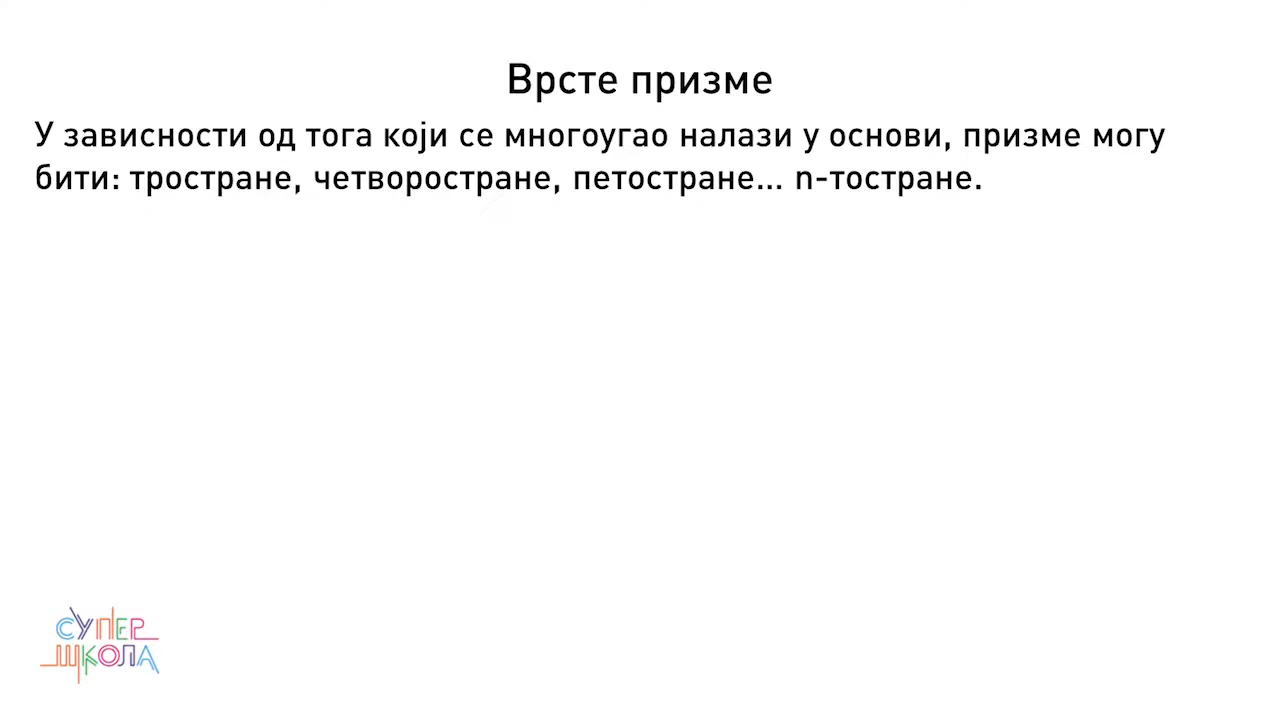 Врсте призме
У зависности од тога који се многоугао налази у основи, призме могу
бити: тростране, четворостране, петостране... n-тостране.
СУПЕР
ШКОЛА